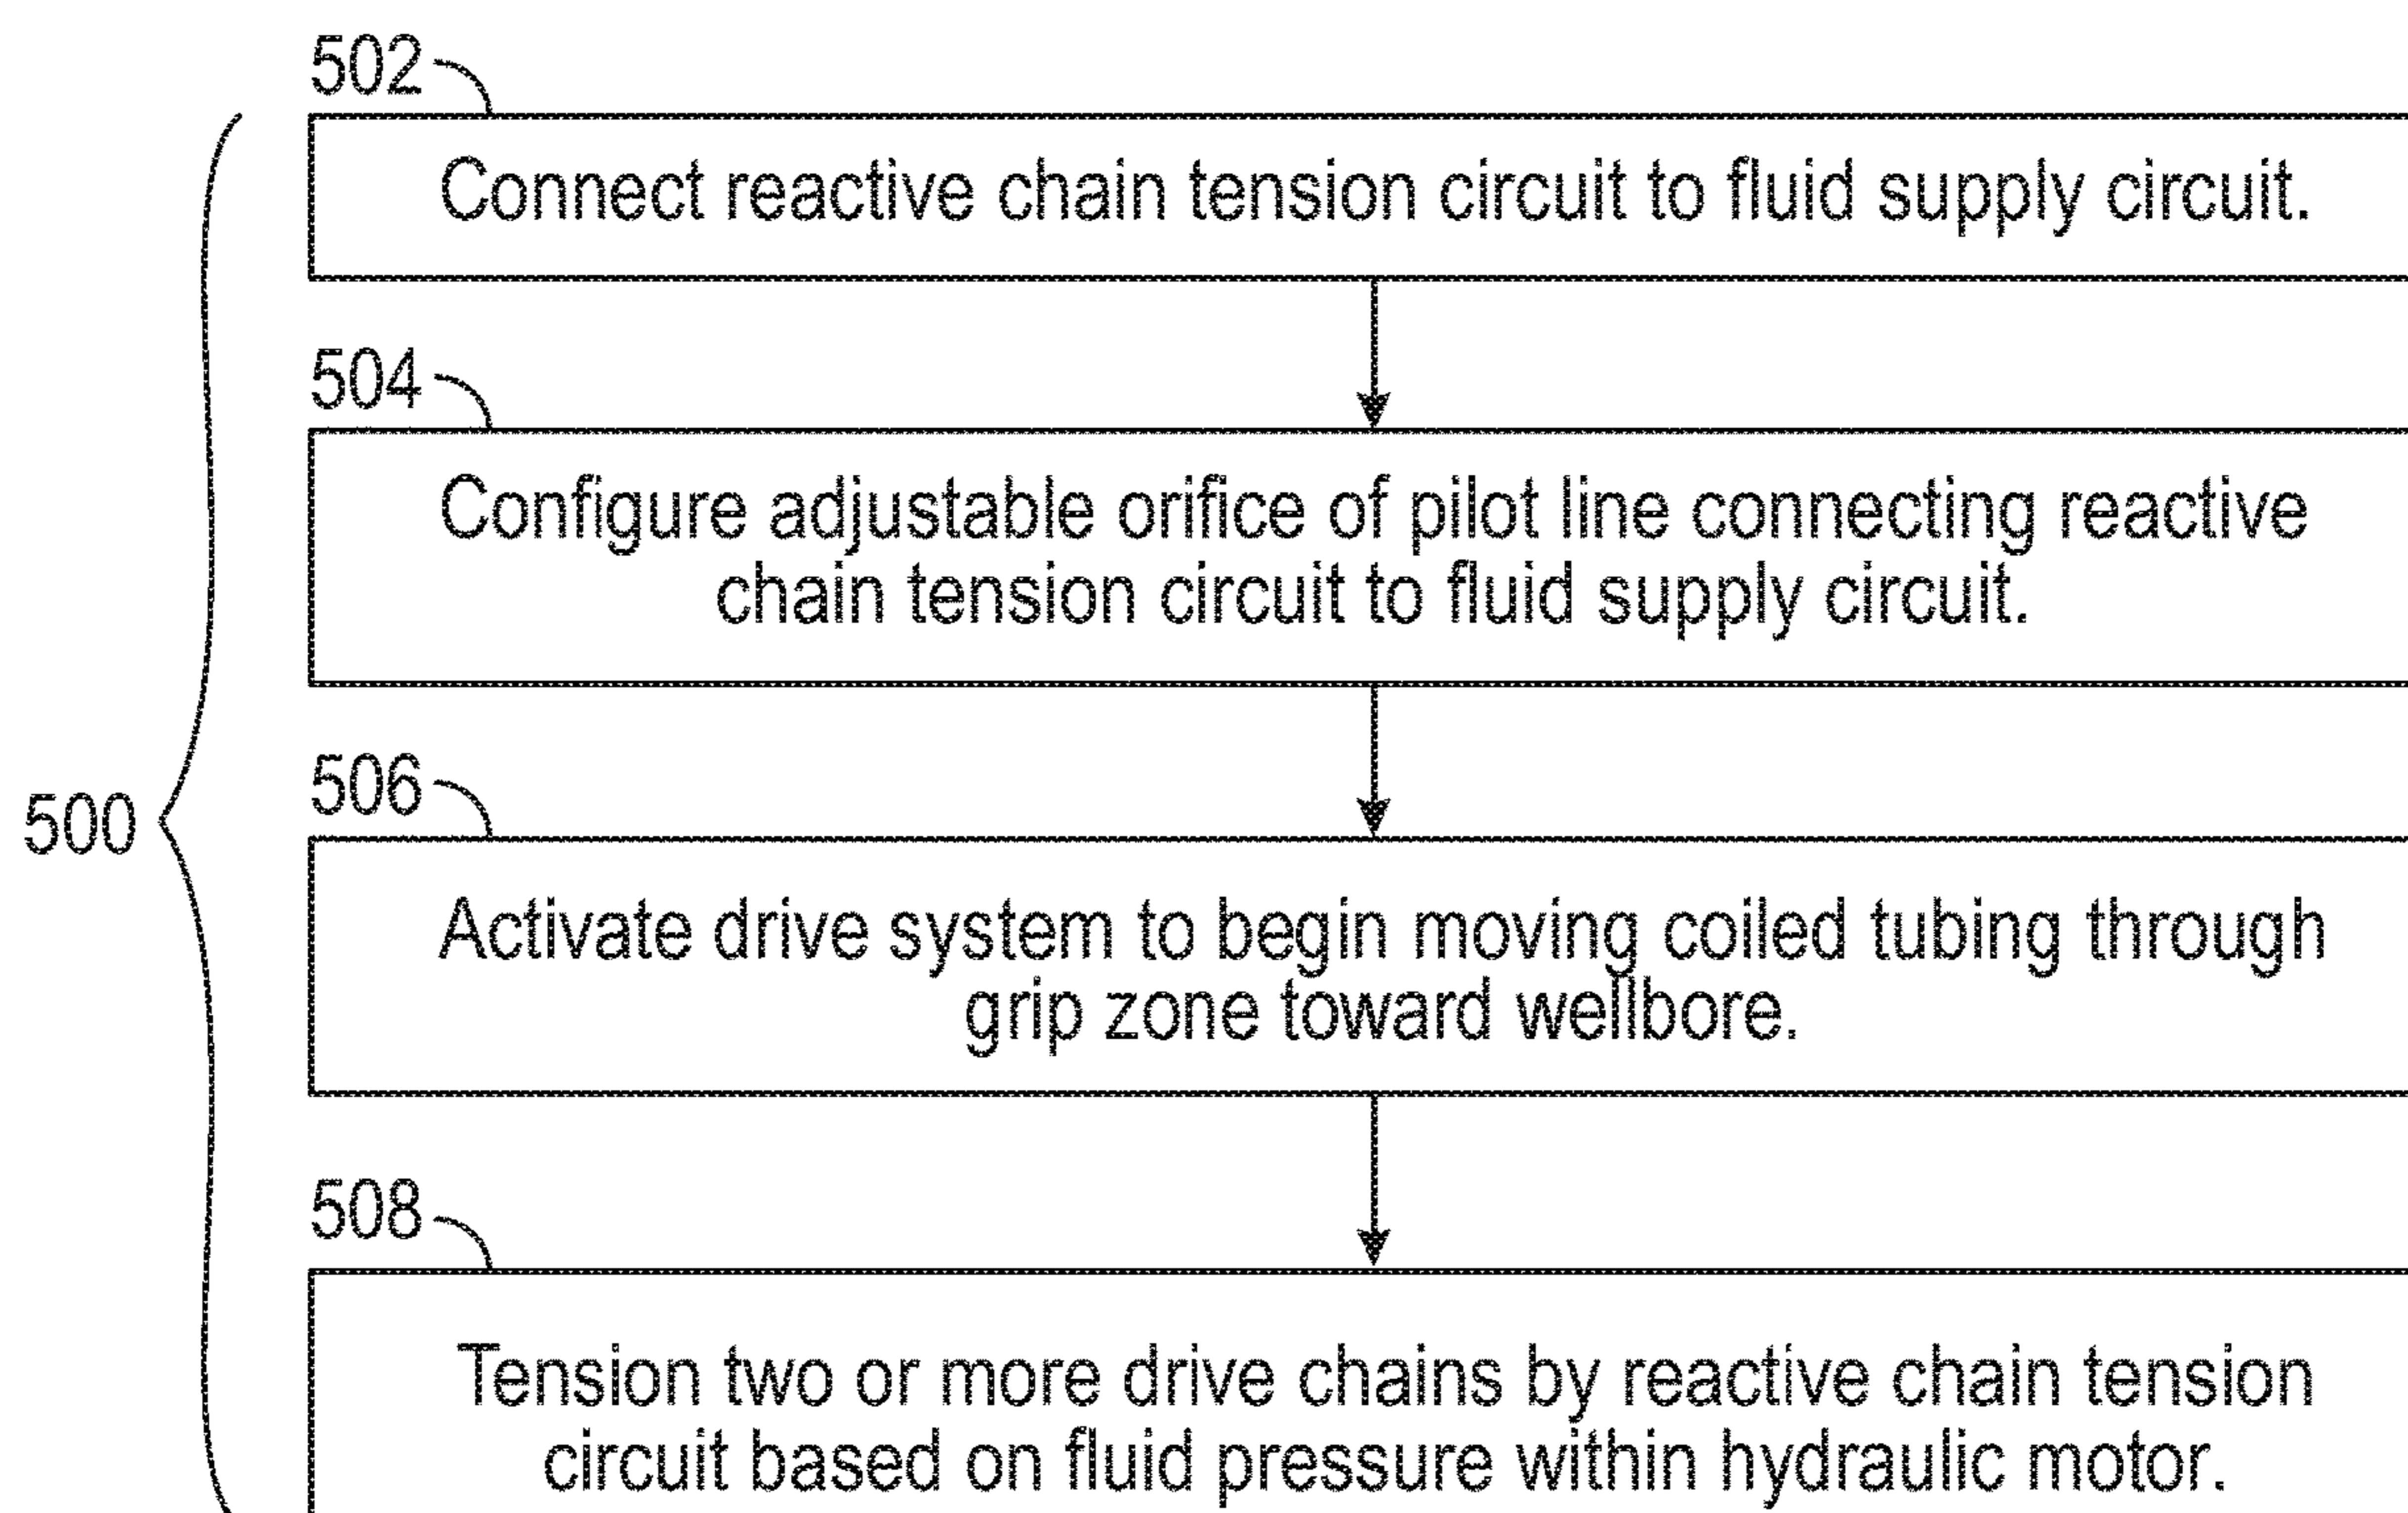 502
Connect reactive chain tension circuit to fluid supply circuit.
504
Configure adjustable orifice of pilot line connecting reactive
chain tension circuit to fluid supply circuit.
506
500
Activate drive system to begin moving coiled tubing through
grip zone toward wellbore.
508
Tension two or more drive chains by reactive chain tension
circuit based on fluid pressure within hydraulic motor.